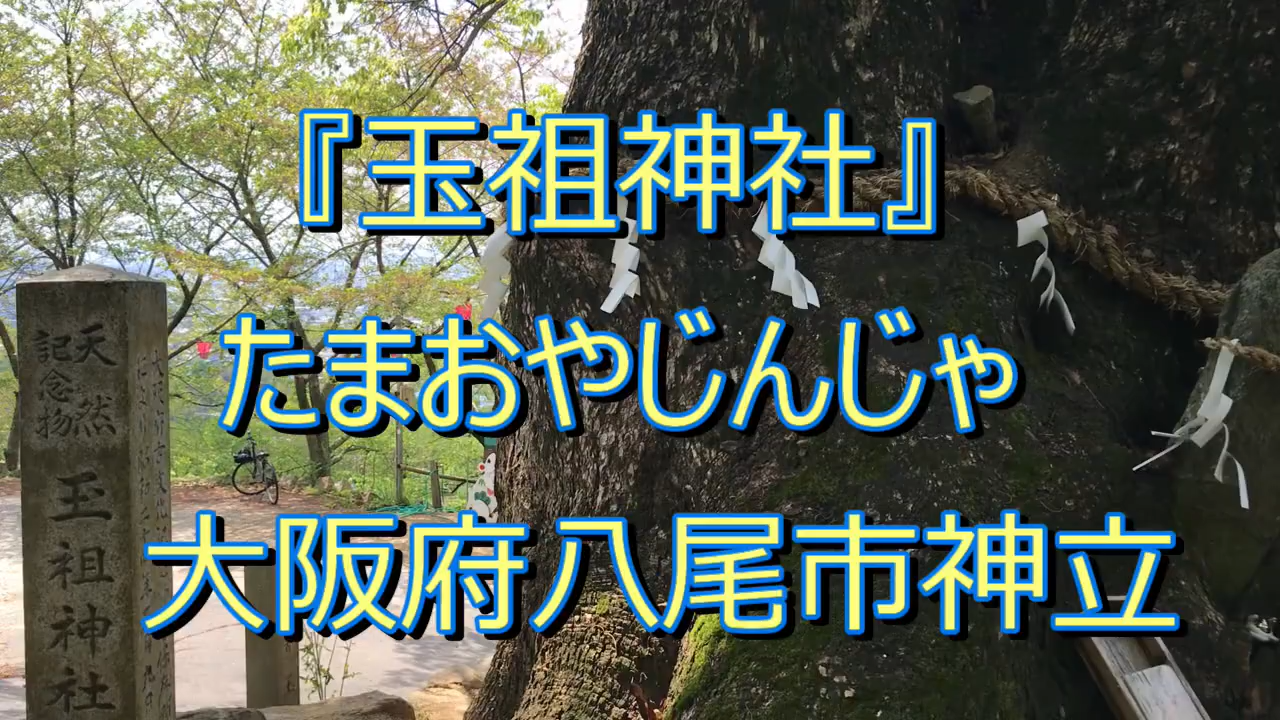 『玉祖神社』
たまおやじんじゃ
大阪府八尾市神立
天然
記念物
玉祖神社